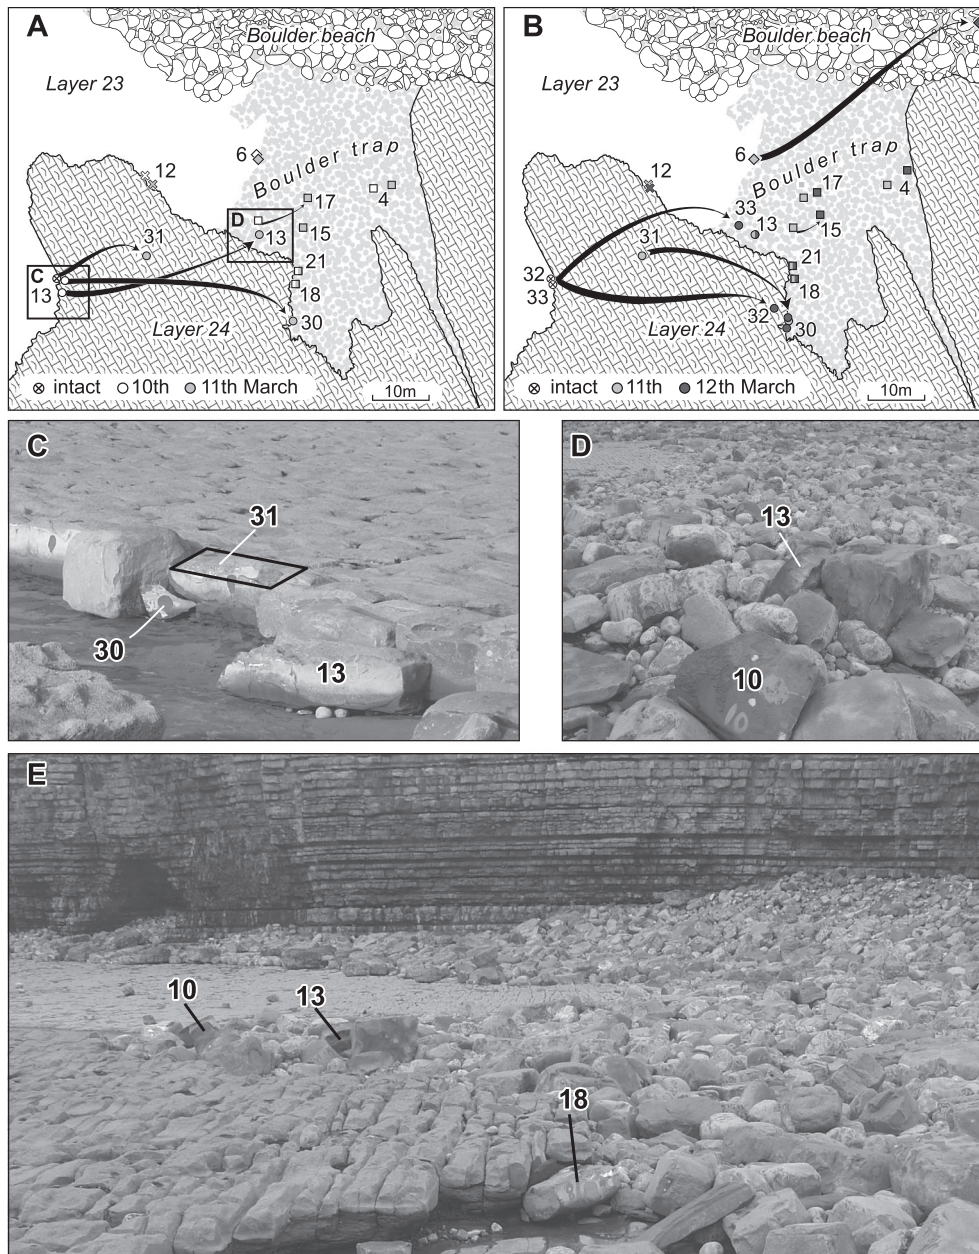 A
Boulder beach
Layer 23
12
6
Boulder trap
17
4
D
13
15
31
C
21
13
18
Layer 24
30
intact 10th 11th March
10m
B
Boulder beach
Layer 23
12
6
Boulder trap
17
4
33
13
15
31
21
32
33
18
32
Layer 24
30
intact 11th 12th March
10m
C
31
30
13
D
13
10
10
E
10
13
18